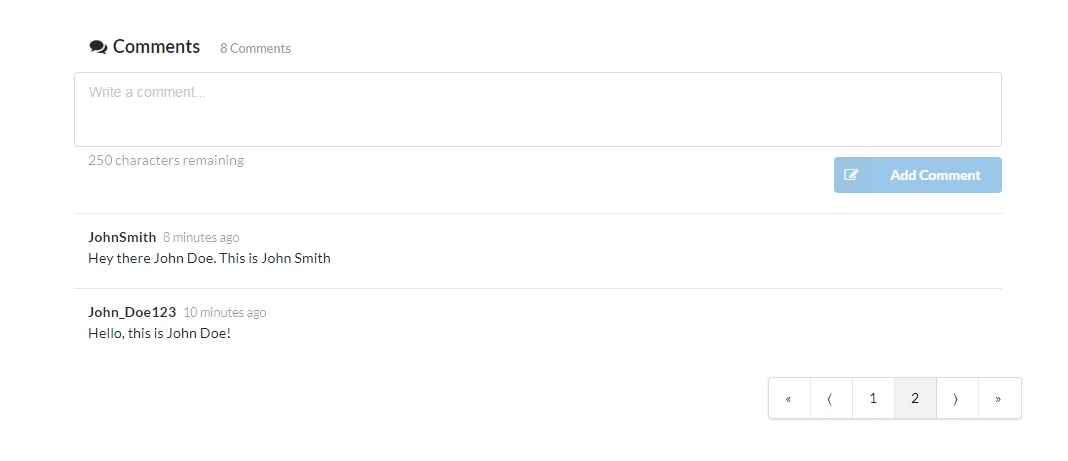 Comments 8 Comments
Write a comment...
250 characters remaining
Add Comment
JohnSmith 8 minutes ago
Hey there John Doe. This is John Smith
John_Doe123 10 minutes ago
Hello, this is John Doe!
« ⟨ 1 2 ⟩ »